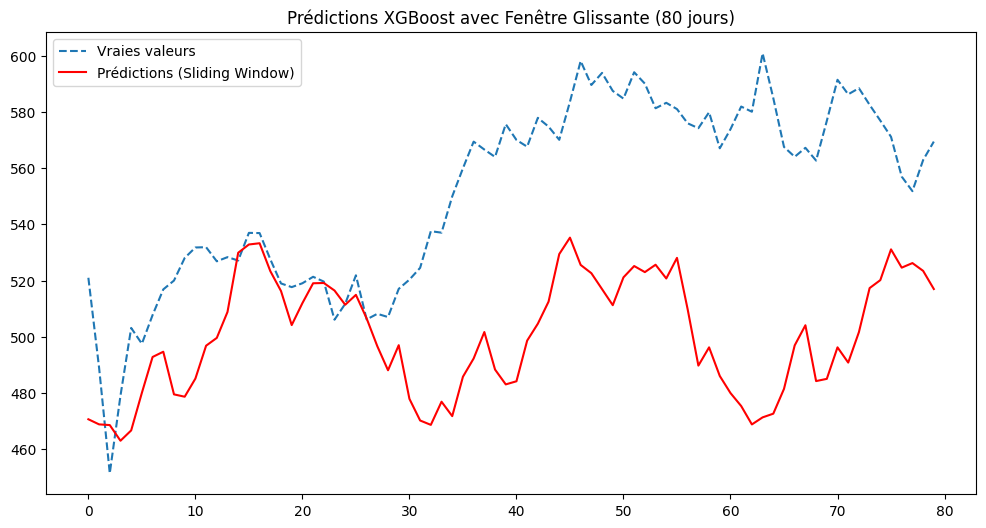 Prédictions XGBoost avec Fenêtre Glissante (80 jours)
Vraies valeurs
Prédictions (Sliding Window)
600
580
560
540
520
500
480
460
0 10 20 30 40 50 60 70 80